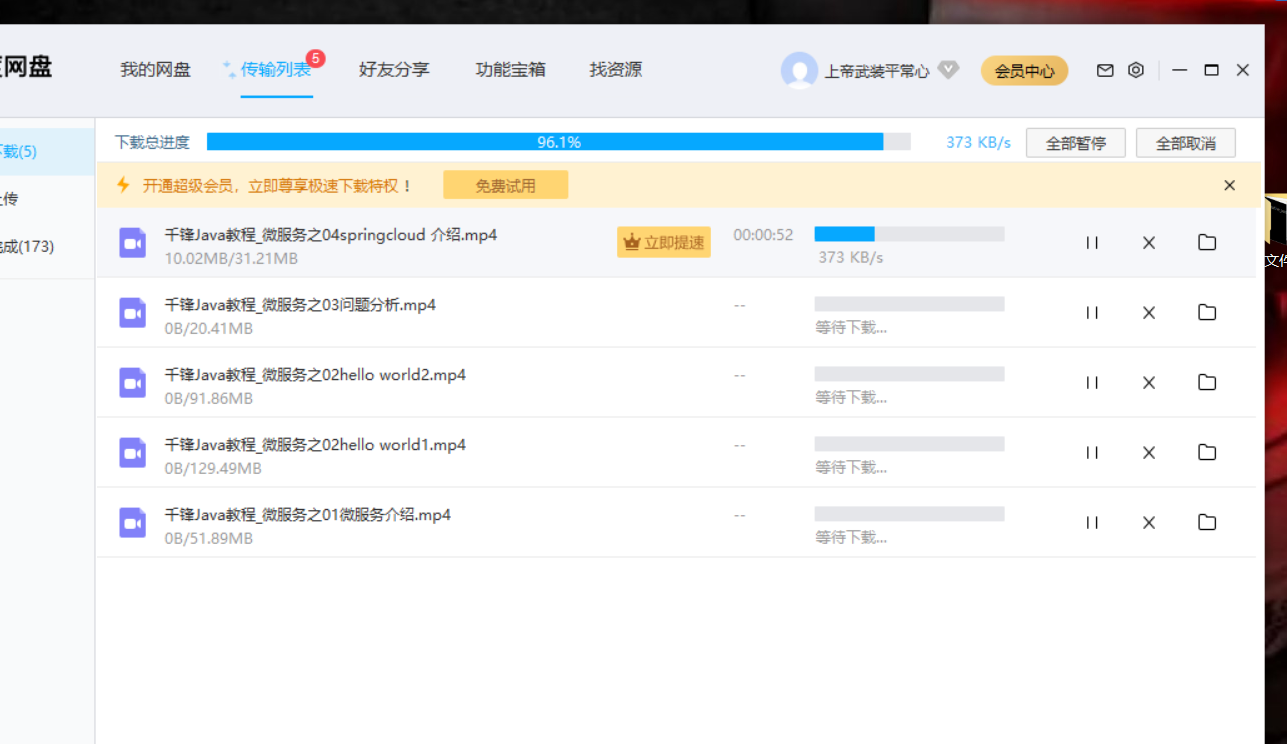 网盘
我的网盘
传输列表
5
好友分享
功能宝箱
找资源
上帝武装平常心
会员中心
下载总进度
96.1%
373 KB/s
全部暂停
全部取消
载(5)
传
成(173)
开通超级会员，立即尊享极速下载特权！
免费试用
千锋Java教程_微服务之04springcloud 介绍.mp4
10.02MB/31.21MB
立即提速
00:00:52
373 KB/s
千锋Java教程_微服务之03问题分析.mp4
0B/20.41MB
--
等待下载...
千锋Java教程_微服务之02hello world2.mp4
0B/91.86MB
--
等待下载...
千锋Java教程_微服务之02hello world1.mp4
0B/129.49MB
--
等待下载...
千锋Java教程_微服务之01微服务介绍.mp4
0B/51.89MB
--
等待下载...
文件